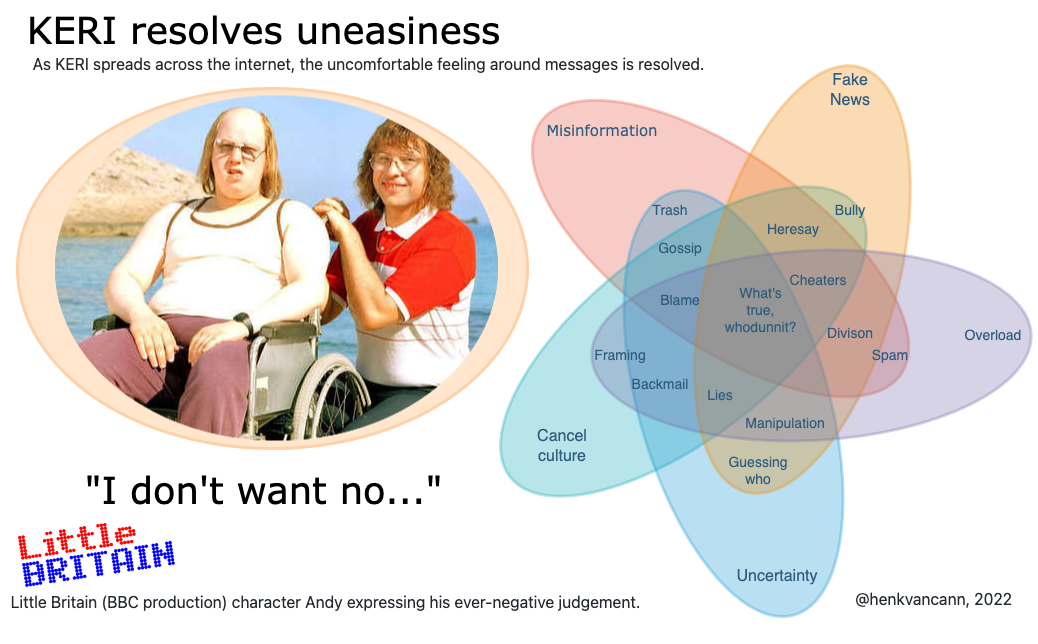 KERI resolves uneasiness
As KERI spreads across the internet, the uncomfortable feeling around messages is resolved.
Fake
News
Misinformation
Trash
Bully
Heresay
Gossip
Cheaters
What's
true,
whodunnit?
Blame
Divison
Overload
Framing
Spam
Backmail
Lies
Manipulation
Cancel
culture
Guessing
who
Uncertainty
"I don't want no..."
Little
BRITAIN
Little Britain (BBC production) character Andy expressing his ever-negative judgement.
@henkvancann, 2022